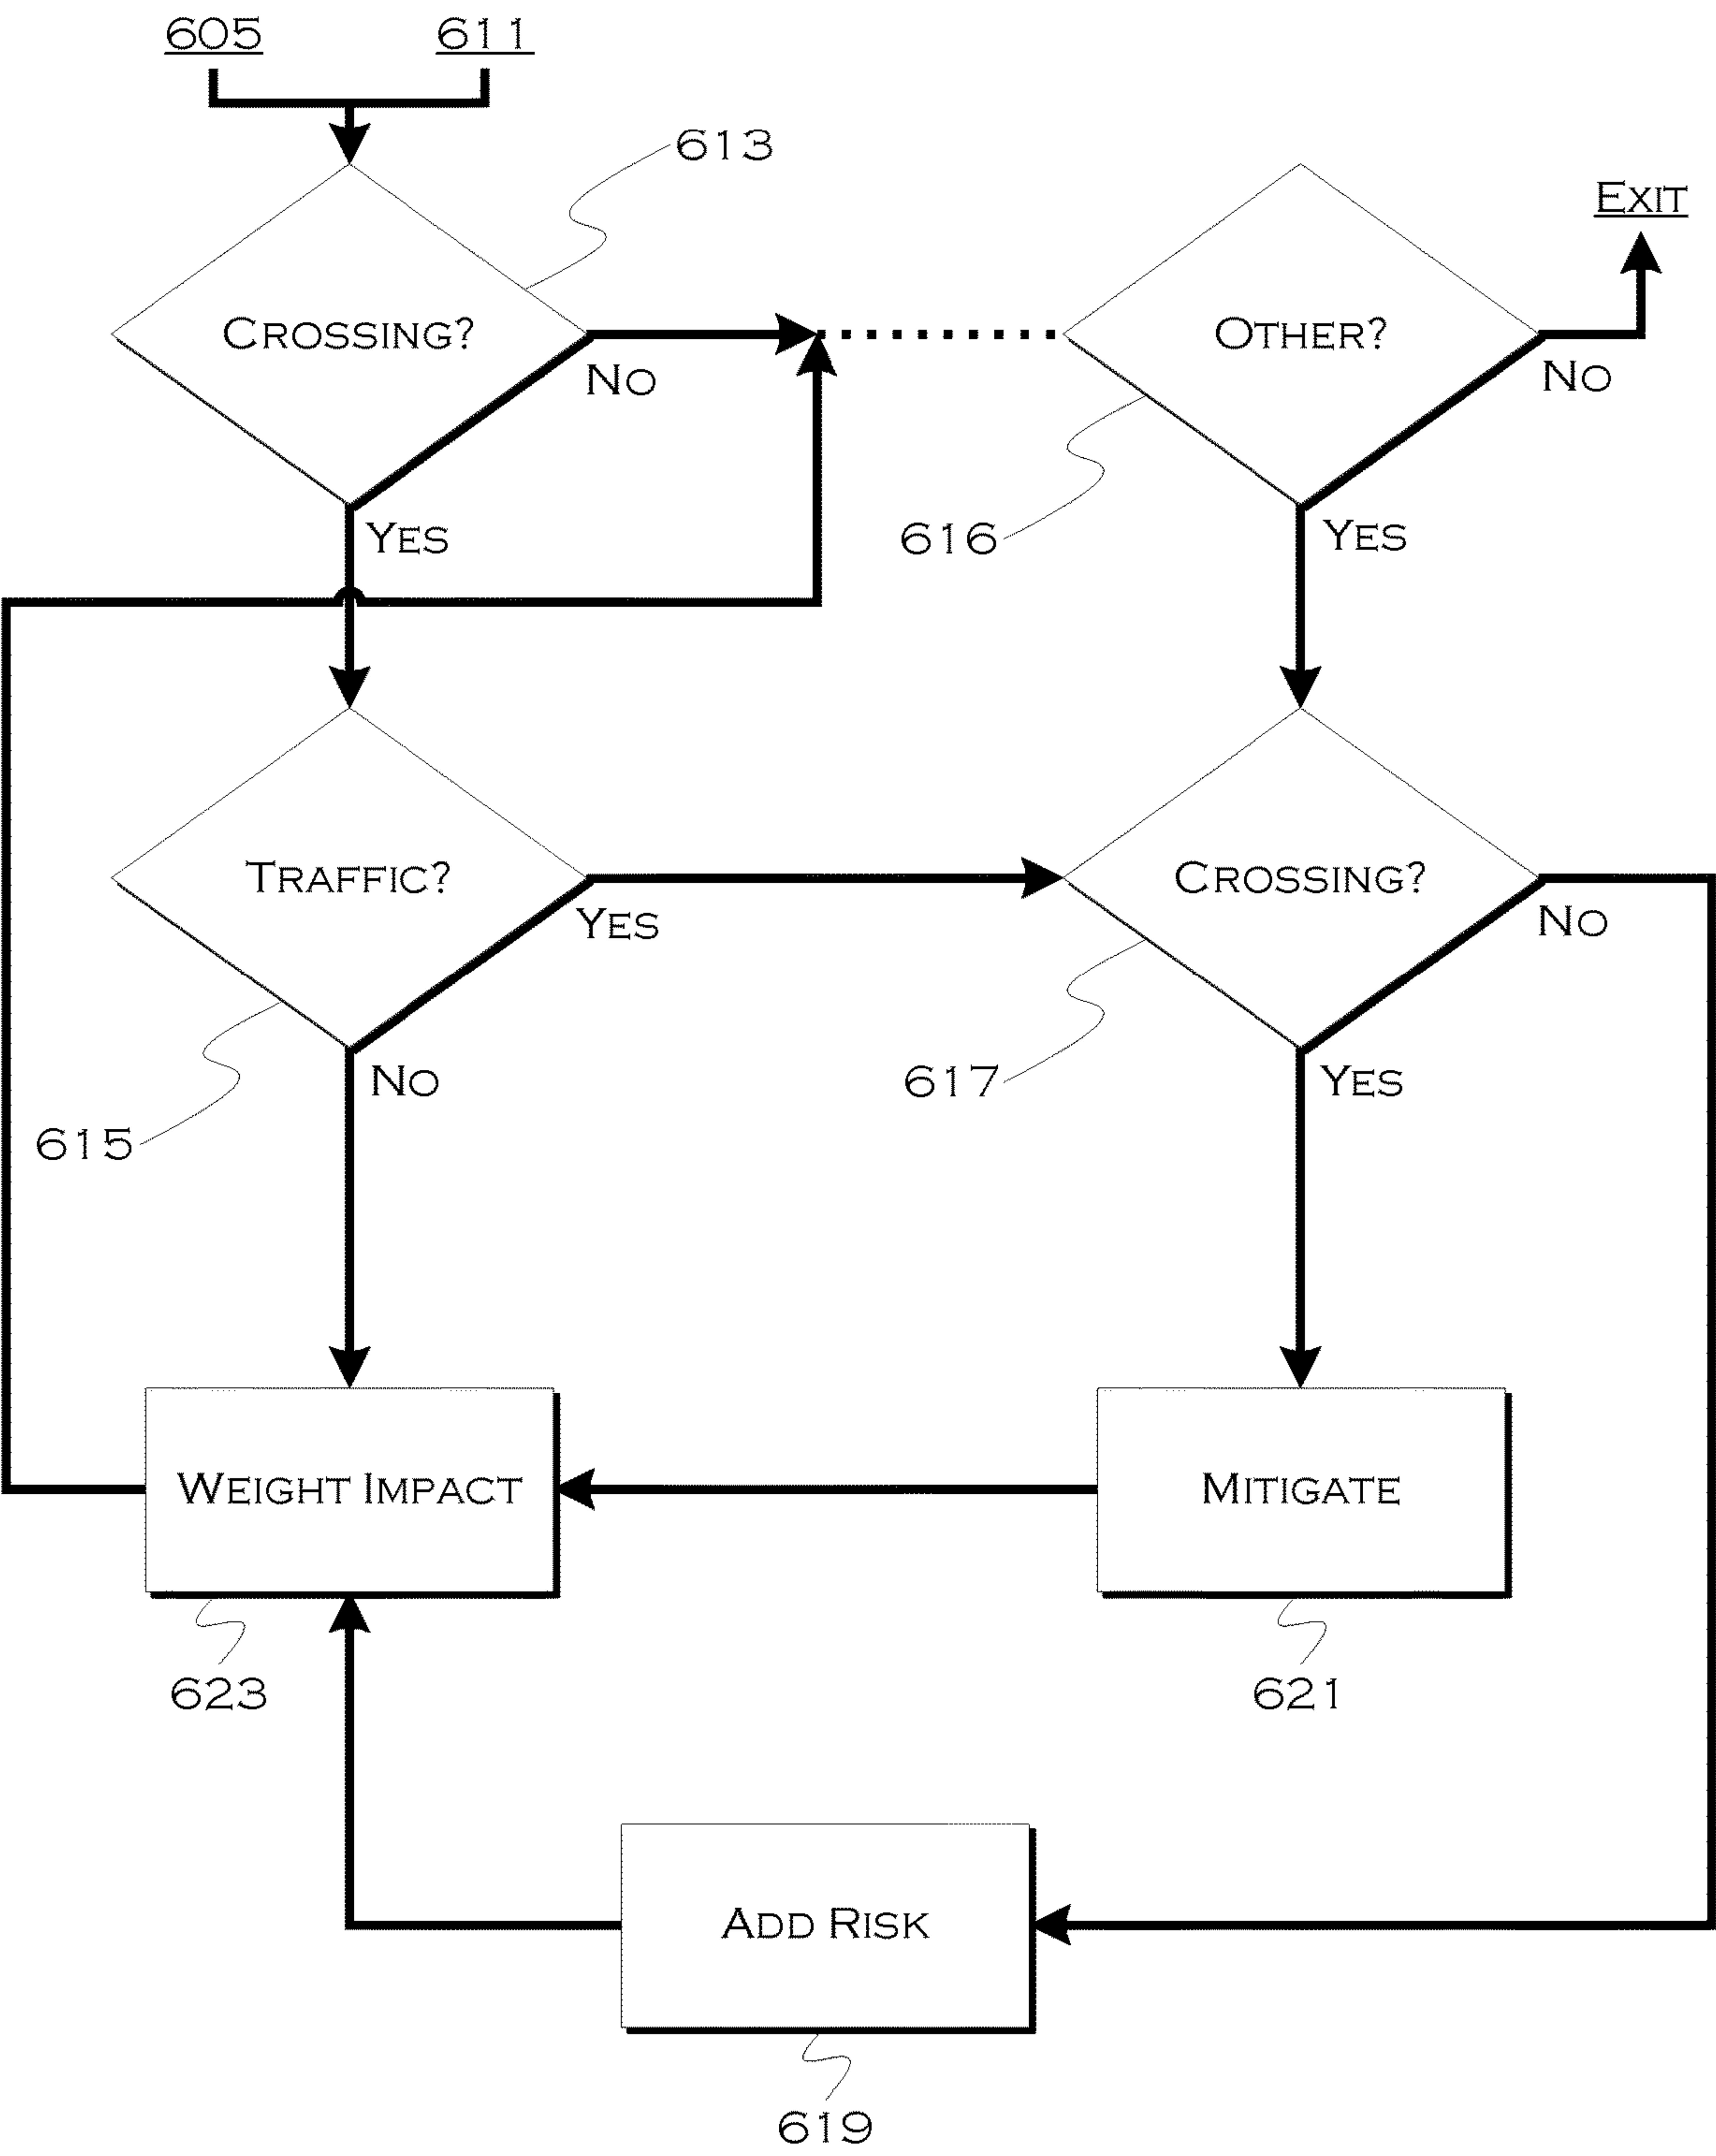 605 611
613
EXIT
CROSSING?
OTHER?
NO
NO
YES
616
YES
TRAFFIC?
CROSSING?
YES
NO
NO
617
YES
615
WEIGHT IMPACT
MITIGATE
623
621
ADD RISK
619